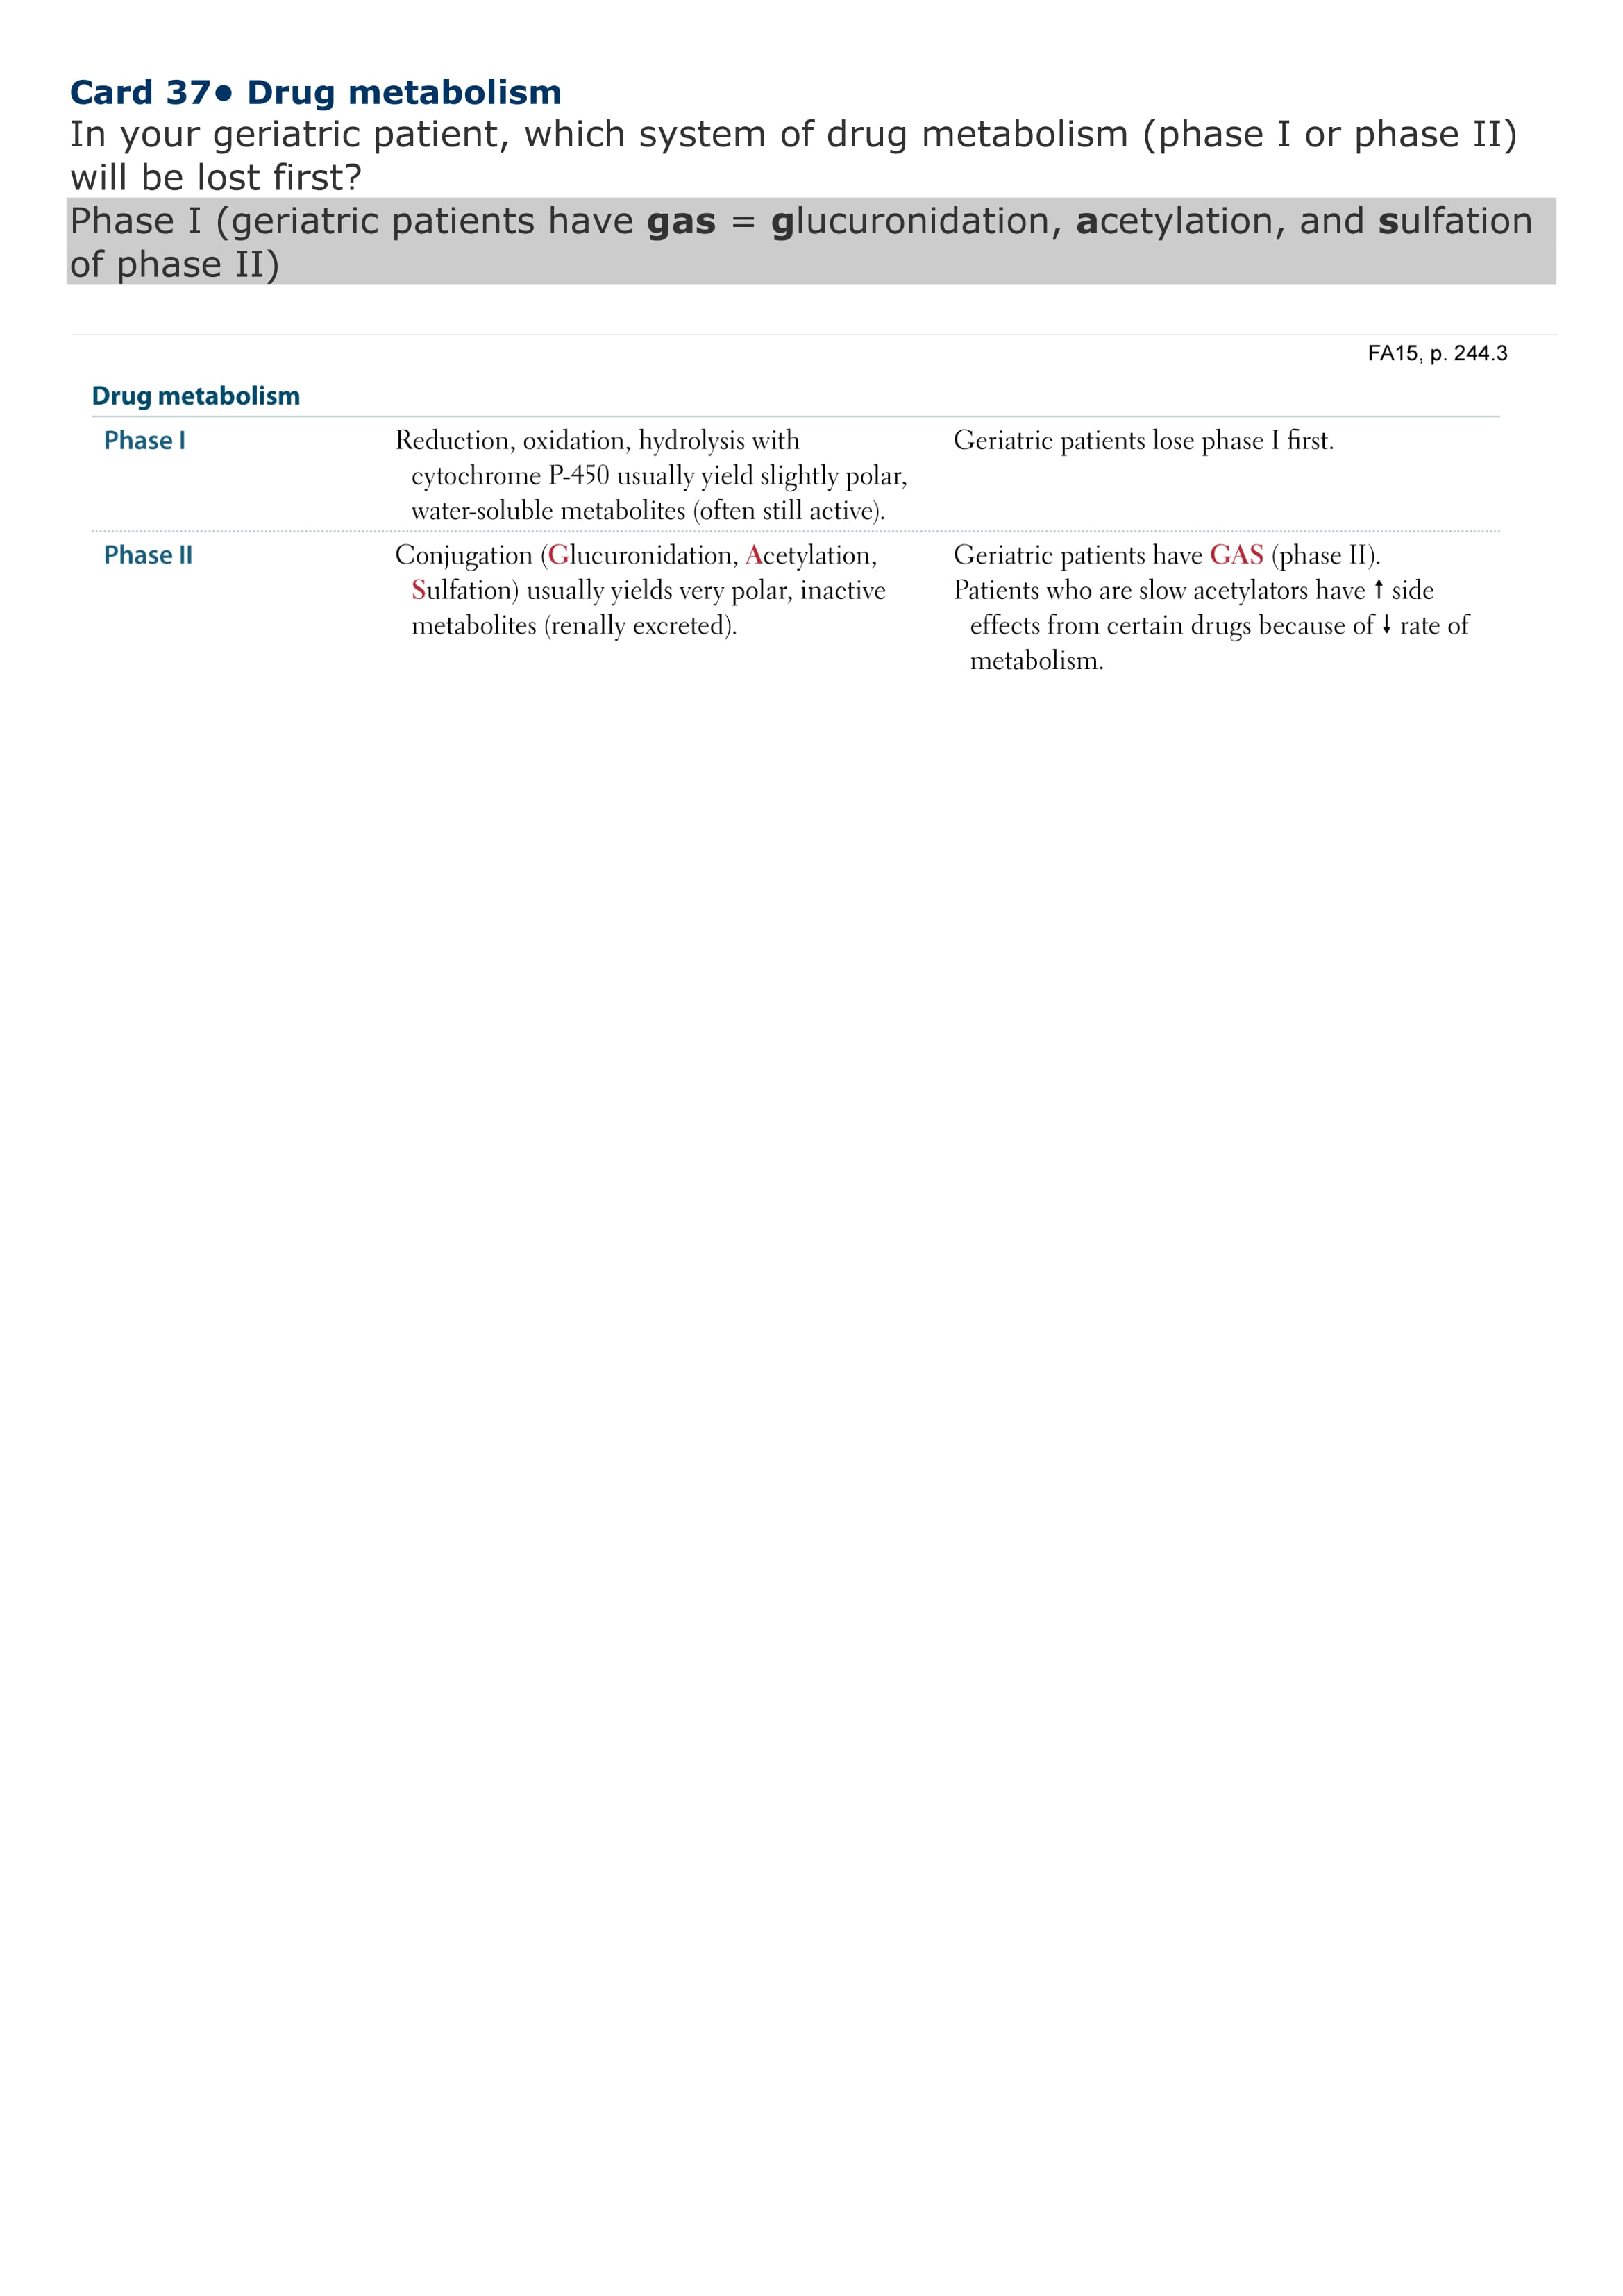 Card 37● Drug metabolism
In your geriatric patient, which system of drug metabolism (phase I or phase II)
will be lost first?
Phase I (geriatric patients have gas = glucuronidation, acetylation, and sulfation
of phase II)
FA15, p. 244.3
Drug metabolism
Phase I
Reduction, oxidation, hydrolysis with
cytochrome P-450 usually yield slightly polar,
water-soluble metabolites (often still active).
Geriatric patients lose phase I first.
Phase II
Conjugation (Glucuronidation, Acetylation,
Sulfation) usually yields very polar, inactive
metabolites (renally excreted).
Geriatric patients have GAS (phase II).
Patients who are slow acetylators have ↑ side
effects from certain drugs because of ↓ rate of
metabolism.